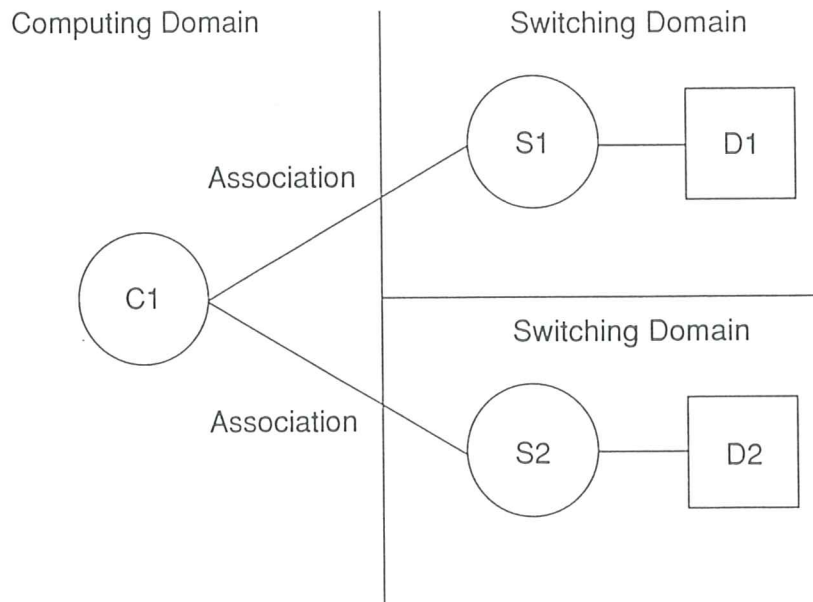 Computing Domain
Switching Domain
S1
D1
Association
C1
Switching Domain
Association
S2
D2